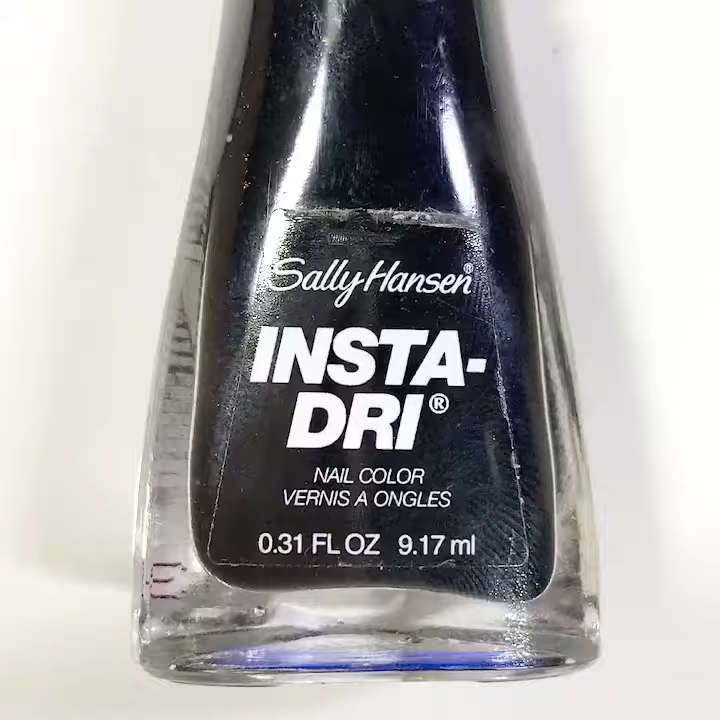 Sally Hansen®
INSTA-
DRI®
NAIL COLOR
VERNIS A ONGLES
0.31 FL OZ 9.17 ml